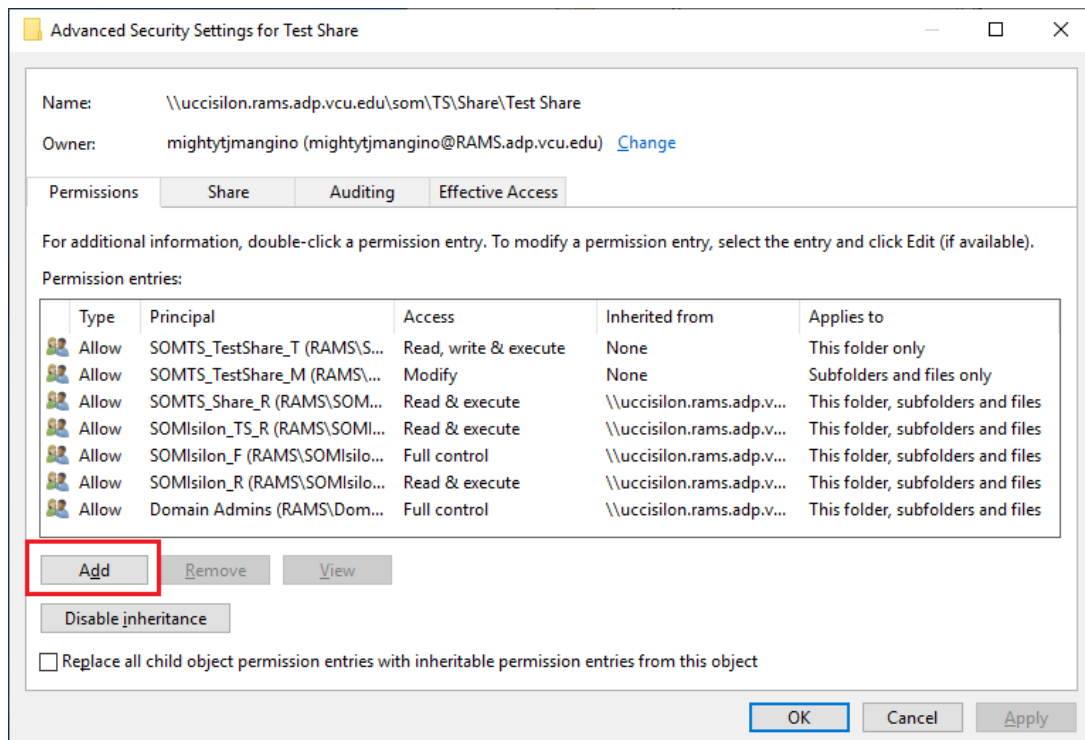 Advanced Security Settings for Test Share
Name: \\uccisilon.rams.adp.vcu.edu\som\TS\Share\Test Share
Owner: mightytjmangino (mightytjmangino@RAMS.adp.vcu.edu) Change
Permissions Share Auditing Effective Access
For additional information, double-click a permission entry. To modify a permission entry, select the entry and click Edit (if available).
Permission entries:
Type Principal Access Inherited from Applies to
Allow SOMTS_TestShare_T (RAMS\S... Read, write & execute None This folder only
Allow SOMTS_TestShare_M (RAMS\... Modify None Subfolders and files only
Allow SOMTS_Share_R (RAMS\SOM... Read & execute \\uccisilon.rams.adp.v... This folder, subfolders and files
Allow SOMIsilon_TS_R (RAMS\SOMI... Read & execute \\uccisilon.rams.adp.v... This folder, subfolders and files
Allow SOMIsilon_F (RAMS\SOMIsilo... Full control \\uccisilon.rams.adp.v... This folder, subfolders and files
Allow SOMIsilon_R (RAMS\SOMIsilo... Read & execute \\uccisilon.rams.adp.v... This folder, subfolders and files
Allow Domain Admins (RAMS\Dom... Full control \\uccisilon.rams.adp.v... This folder, subfolders and files
Add Remove View
Disable inheritance
Replace all child object permission entries with inheritable permission entries from this object
OK Cancel Apply